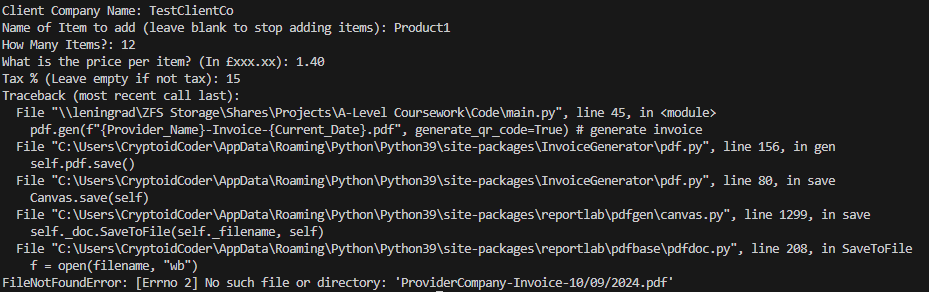 Client Company Name: TestClientCo
Name of Item to add (leave blank to stop adding items): Product1
How Many Items?: 12
What is the price per item? (In £xxx.xx): 1.40
Tax % (Leave empty if not tax): 15
Traceback (most recent call last):
  File "\\leningrad\ZFS Storage\Shares\Projects\A-Level Coursework\Code\main.py", line 45, in <module>
    pdf.gen(f"{Provider_Name}-Invoice-{Current_Date}.pdf", generate_qr_code=True) # generate invoice
  File "C:\Users\CryptoidCoder\AppData\Roaming\Python\Python39\site-packages\InvoiceGenerator\pdf.py", line 156, in gen
    self.pdf.save()
  File "C:\Users\CryptoidCoder\AppData\Roaming\Python\Python39\site-packages\InvoiceGenerator\pdf.py", line 80, in save
    Canvas.save(self)
  File "C:\Users\CryptoidCoder\AppData\Roaming\Python\Python39\site-packages\reportlab\pdfgen\canvas.py", line 1299, in save
    self._doc.SaveToFile(self._filename, self)
  File "C:\Users\CryptoidCoder\AppData\Roaming\Python\Python39\site-packages\reportlab\pdfbase\pdfdoc.py", line 208, in SaveToFile
    f = open(filename, "wb")
FileNotFoundError: [Errno 2] No such file or directory: 'ProviderCompany-Invoice-10/09/2024.pdf'